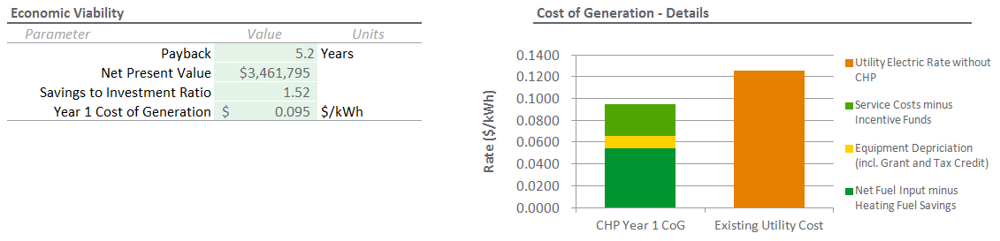 Economic Viability
Parameter Value Units
Payback 5.2 Years
Net Present Value $3,461,795
Savings to Investment Ratio 1.52
Year 1 Cost of Generation $ 0.095 $/kWh
Cost of Generation - Details
Rate ($/kWh)
0.1400
0.1200
0.1000
0.0800
0.0600
0.0400
0.0200
0.0000
CHP Year 1 CoG
Existing Utility Cost
Utility Electric Rate without
CHP
Service Costs minus
Incentive Funds
Equipment Depriciation
(incl. Grant and Tax Credit)
Net Fuel Input minus
Heating Fuel Savings